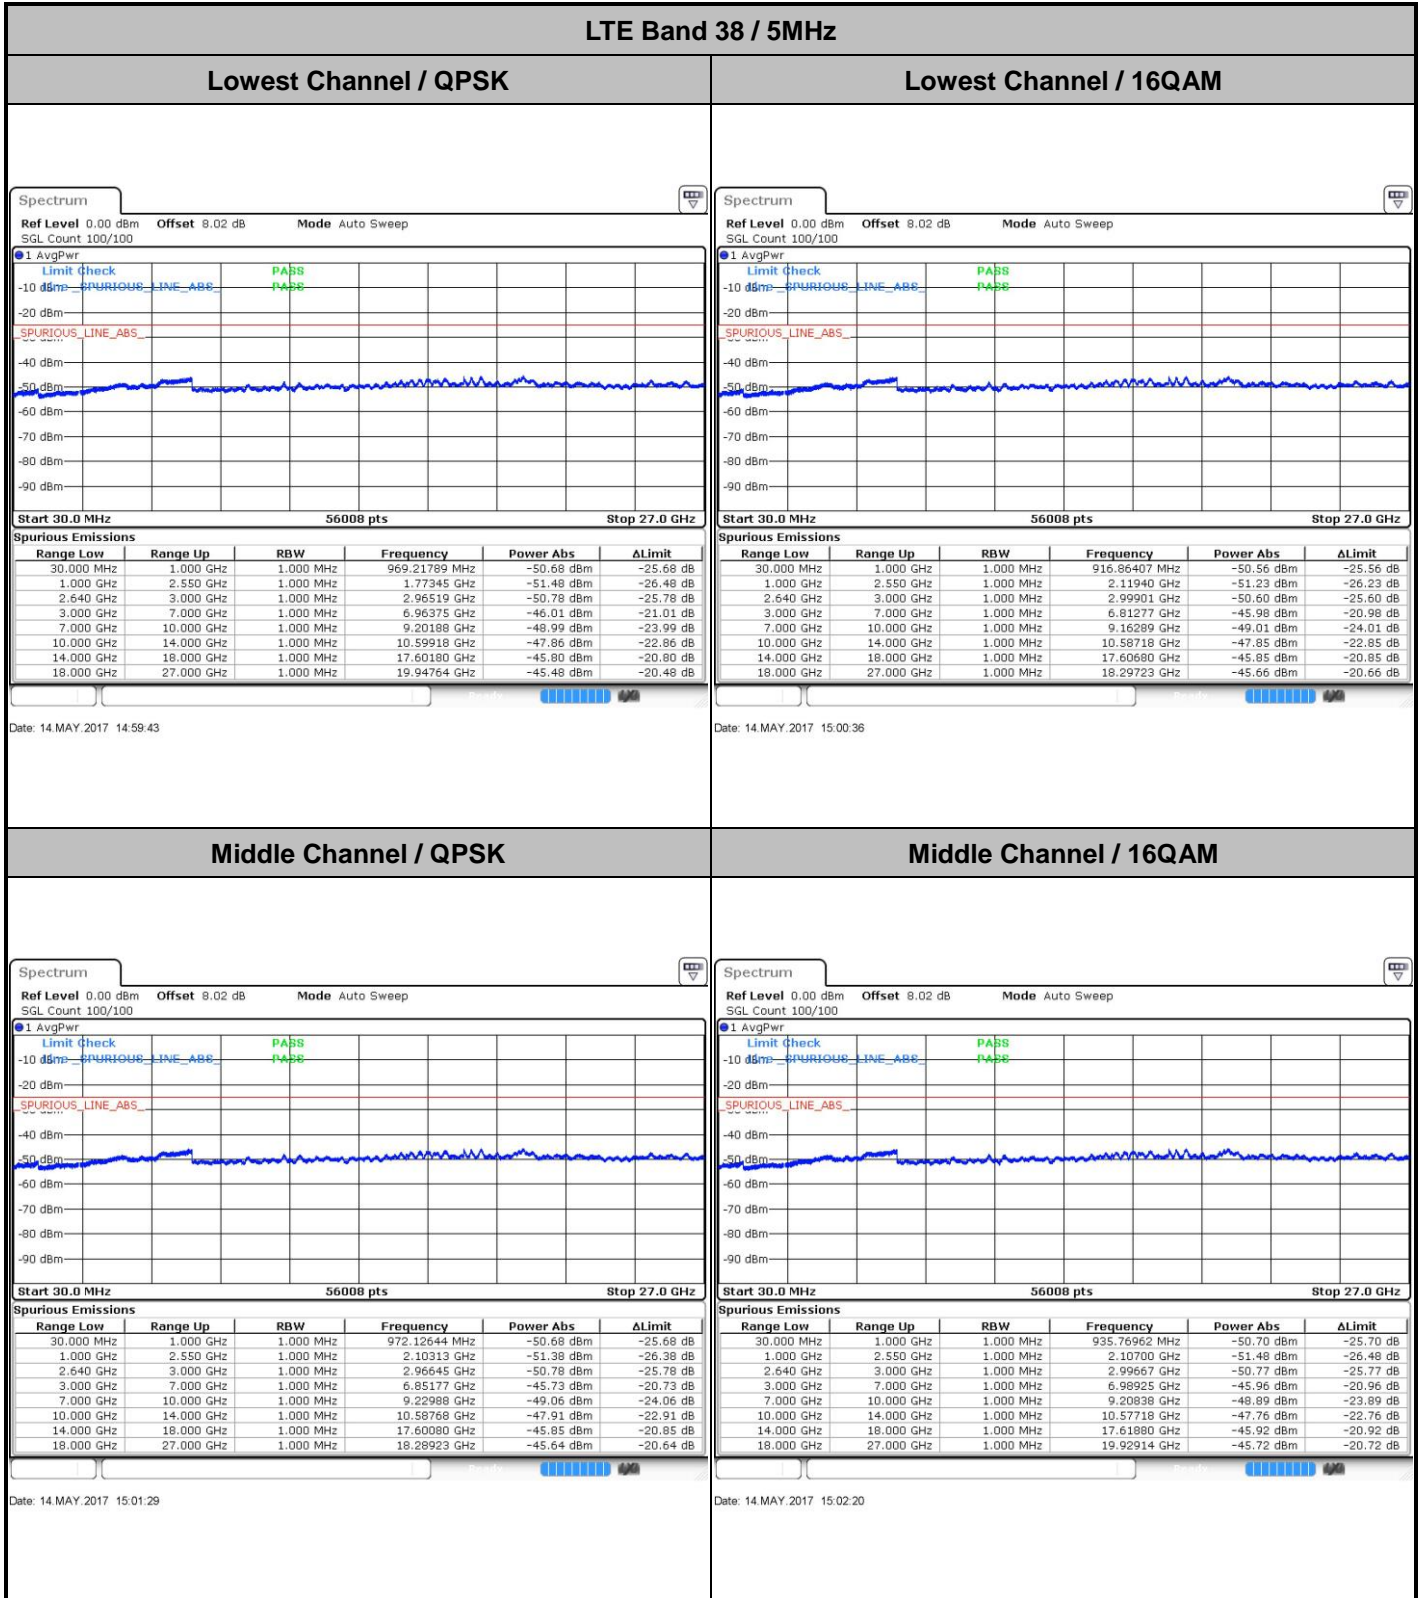 LTE Band 38 / 5MHz
Lowest Channel / QPSK
Lowest Channel / 16QAM
Spectrum
Ref Level 0.00 dBm Offset 8.02 dB Mode Auto Sweep
SGL Count 100/100
1 AvgPwr
Limit Check PASS
Line _SPURIOUS_LINE_ABS_ PASS
-10 dBm
-20 dBm
_SPURIOUS_LINE_ABS_
-40 dBm
-50 dBm
-60 dBm
-70 dBm
-80 dBm
-90 dBm
Start 30.0 MHz 56008 pts Stop 27.0 GHz
Spurious Emissions
Range Low Range Up RBW Frequency Power Abs ΔLimit
30.000 MHz 1.000 GHz 1.000 MHz 969.21789 MHz -50.68 dBm -25.68 dB
1.000 GHz 2.550 GHz 1.000 MHz 1.77345 GHz -51.48 dBm -26.48 dB
2.640 GHz 3.000 GHz 1.000 MHz 2.96519 GHz -50.78 dBm -25.78 dB
3.000 GHz 7.000 GHz 1.000 MHz 6.96375 GHz -46.01 dBm -21.01 dB
7.000 GHz 10.000 GHz 1.000 MHz 9.20188 GHz -48.99 dBm -23.99 dB
10.000 GHz 14.000 GHz 1.000 MHz 10.59918 GHz -47.86 dBm -22.86 dB
14.000 GHz 18.000 GHz 1.000 MHz 17.60180 GHz -45.80 dBm -20.80 dB
18.000 GHz 27.000 GHz 1.000 MHz 19.94764 GHz -45.48 dBm -20.48 dB
Date: 14.MAY.2017 14:59:43
Spectrum
Ref Level 0.00 dBm Offset 8.02 dB Mode Auto Sweep
SGL Count 100/100
1 AvgPwr
Limit Check PASS
Line _SPURIOUS_LINE_ABS_ PASS
-10 dBm
-20 dBm
_SPURIOUS_LINE_ABS_
-40 dBm
-50 dBm
-60 dBm
-70 dBm
-80 dBm
-90 dBm
Start 30.0 MHz 56008 pts Stop 27.0 GHz
Spurious Emissions
Range Low Range Up RBW Frequency Power Abs ΔLimit
30.000 MHz 1.000 GHz 1.000 MHz 916.86407 MHz -50.56 dBm -25.56 dB
1.000 GHz 2.550 GHz 1.000 MHz 2.11940 GHz -51.23 dBm -26.23 dB
2.640 GHz 3.000 GHz 1.000 MHz 2.99901 GHz -50.60 dBm -25.60 dB
3.000 GHz 7.000 GHz 1.000 MHz 6.81277 GHz -45.98 dBm -20.98 dB
7.000 GHz 10.000 GHz 1.000 MHz 9.16289 GHz -49.01 dBm -24.01 dB
10.000 GHz 14.000 GHz 1.000 MHz 10.58718 GHz -47.85 dBm -22.85 dB
14.000 GHz 18.000 GHz 1.000 MHz 17.60680 GHz -45.85 dBm -20.85 dB
18.000 GHz 27.000 GHz 1.000 MHz 18.29723 GHz -45.66 dBm -20.66 dB
Date: 14.MAY.2017 15:00:36
Middle Channel / QPSK
Middle Channel / 16QAM
Spectrum
Ref Level 0.00 dBm Offset 8.02 dB Mode Auto Sweep
SGL Count 100/100
1 AvgPwr
Limit Check PASS
Line _SPURIOUS_LINE_ABS_ PASS
-10 dBm
-20 dBm
_SPURIOUS_LINE_ABS_
-40 dBm
-50 dBm
-60 dBm
-70 dBm
-80 dBm
-90 dBm
Start 30.0 MHz 56008 pts Stop 27.0 GHz
Spurious Emissions
Range Low Range Up RBW Frequency Power Abs ΔLimit
30.000 MHz 1.000 GHz 1.000 MHz 972.12644 MHz -50.68 dBm -25.68 dB
1.000 GHz 2.550 GHz 1.000 MHz 2.10313 GHz -51.38 dBm -26.38 dB
2.640 GHz 3.000 GHz 1.000 MHz 2.96645 GHz -50.78 dBm -25.78 dB
3.000 GHz 7.000 GHz 1.000 MHz 6.85177 GHz -45.73 dBm -20.73 dB
7.000 GHz 10.000 GHz 1.000 MHz 9.22988 GHz -49.06 dBm -24.06 dB
10.000 GHz 14.000 GHz 1.000 MHz 10.58768 GHz -47.91 dBm -22.91 dB
14.000 GHz 18.000 GHz 1.000 MHz 17.60080 GHz -45.85 dBm -20.85 dB
18.000 GHz 27.000 GHz 1.000 MHz 18.28923 GHz -45.64 dBm -20.64 dB
Date: 14.MAY.2017 15:01:29
Spectrum
Ref Level 0.00 dBm Offset 8.02 dB Mode Auto Sweep
SGL Count 100/100
1 AvgPwr
Limit Check PASS
Line _SPURIOUS_LINE_ABS_ PASS
-10 dBm
-20 dBm
_SPURIOUS_LINE_ABS_
-40 dBm
-50 dBm
-60 dBm
-70 dBm
-80 dBm
-90 dBm
Start 30.0 MHz 56008 pts Stop 27.0 GHz
Spurious Emissions
Range Low Range Up RBW Frequency Power Abs ΔLimit
30.000 MHz 1.000 GHz 1.000 MHz 935.76962 MHz -50.70 dBm -25.70 dB
1.000 GHz 2.550 GHz 1.000 MHz 2.10700 GHz -51.48 dBm -26.48 dB
2.640 GHz 3.000 GHz 1.000 MHz 2.99667 GHz -50.77 dBm -25.77 dB
3.000 GHz 7.000 GHz 1.000 MHz 6.98925 GHz -45.96 dBm -20.96 dB
7.000 GHz 10.000 GHz 1.000 MHz 9.20838 GHz -48.89 dBm -23.89 dB
10.000 GHz 14.000 GHz 1.000 MHz 10.57718 GHz -47.76 dBm -22.76 dB
14.000 GHz 18.000 GHz 1.000 MHz 17.61880 GHz -45.92 dBm -20.92 dB
18.000 GHz 27.000 GHz 1.000 MHz 19.92914 GHz -45.72 dBm -20.72 dB
Date: 14.MAY.2017 15:02:20